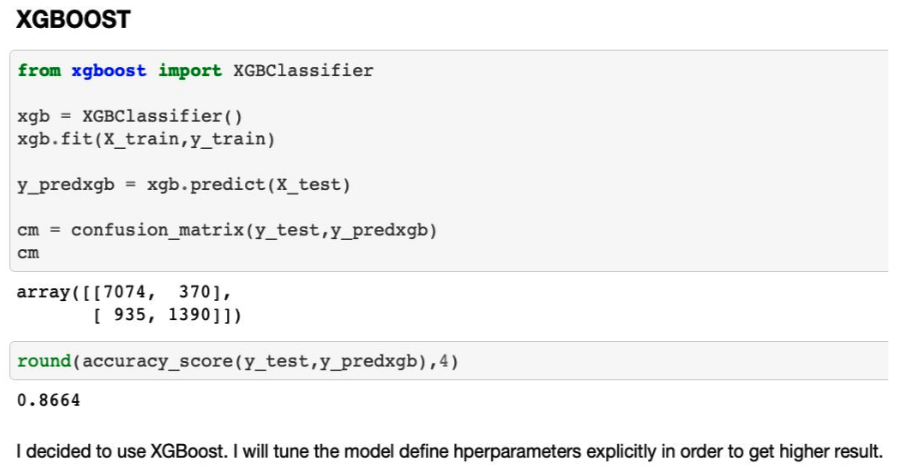 XGBOOST
from xgboost import XGBClassifier
xgb = XGBClassifier()
xgb.fit(X_train,y_train)
y_predxgb = xgb.predict(X_test)
cm = confusion_matrix(y_test,y_predxgb)
cm
array([[7074,  370],
       [ 935, 1390]])
round(accuracy_score(y_test,y_predxgb),4)
0.8664
I decided to use XGBoost. I will tune the model define hperparameters explicitly in order to get higher result.